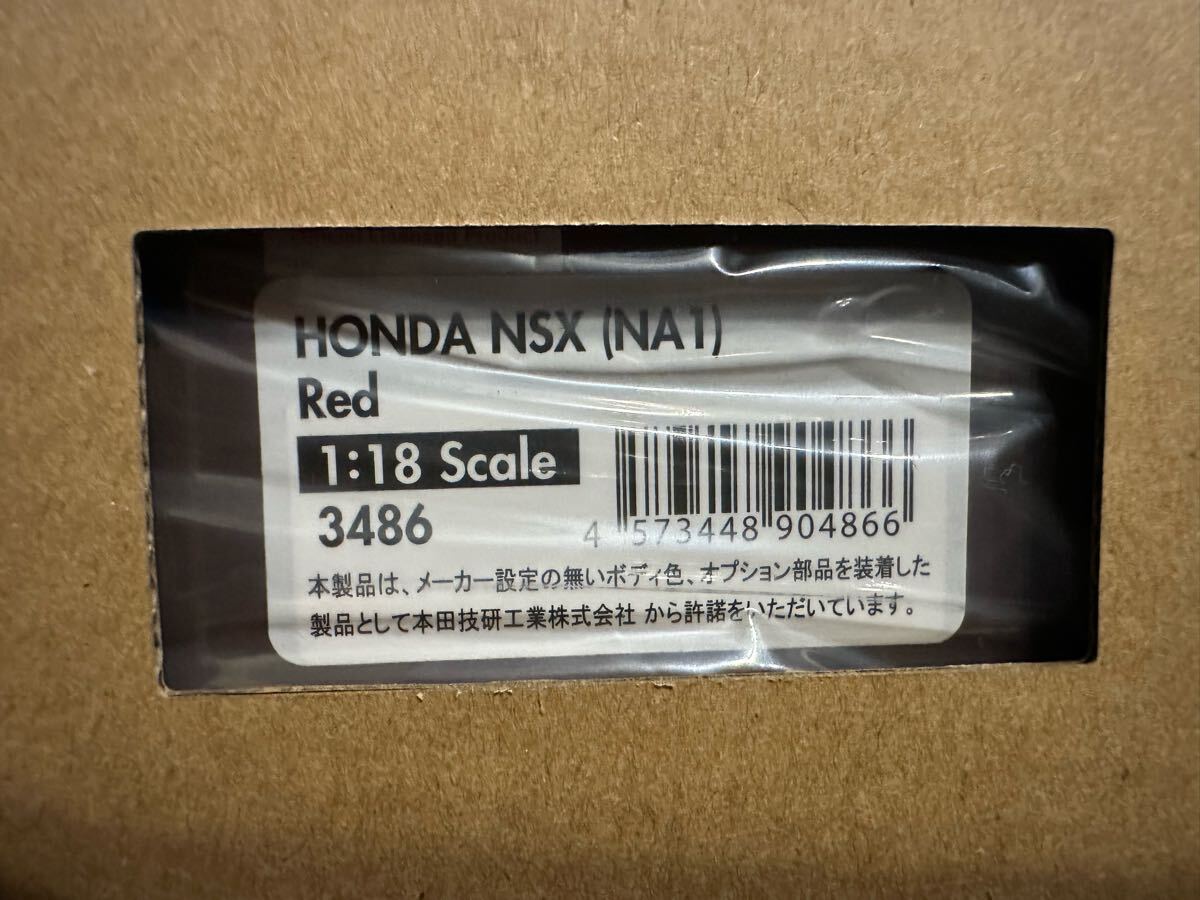 HONDA NSX (NA1)
Red
1:18 Scale
3486
4 573448 904866
本製品は、メーカー設定の無いボディ色、オプション部品を装着した
製品として本田技研工業株式会社 から許諾をいただいています。